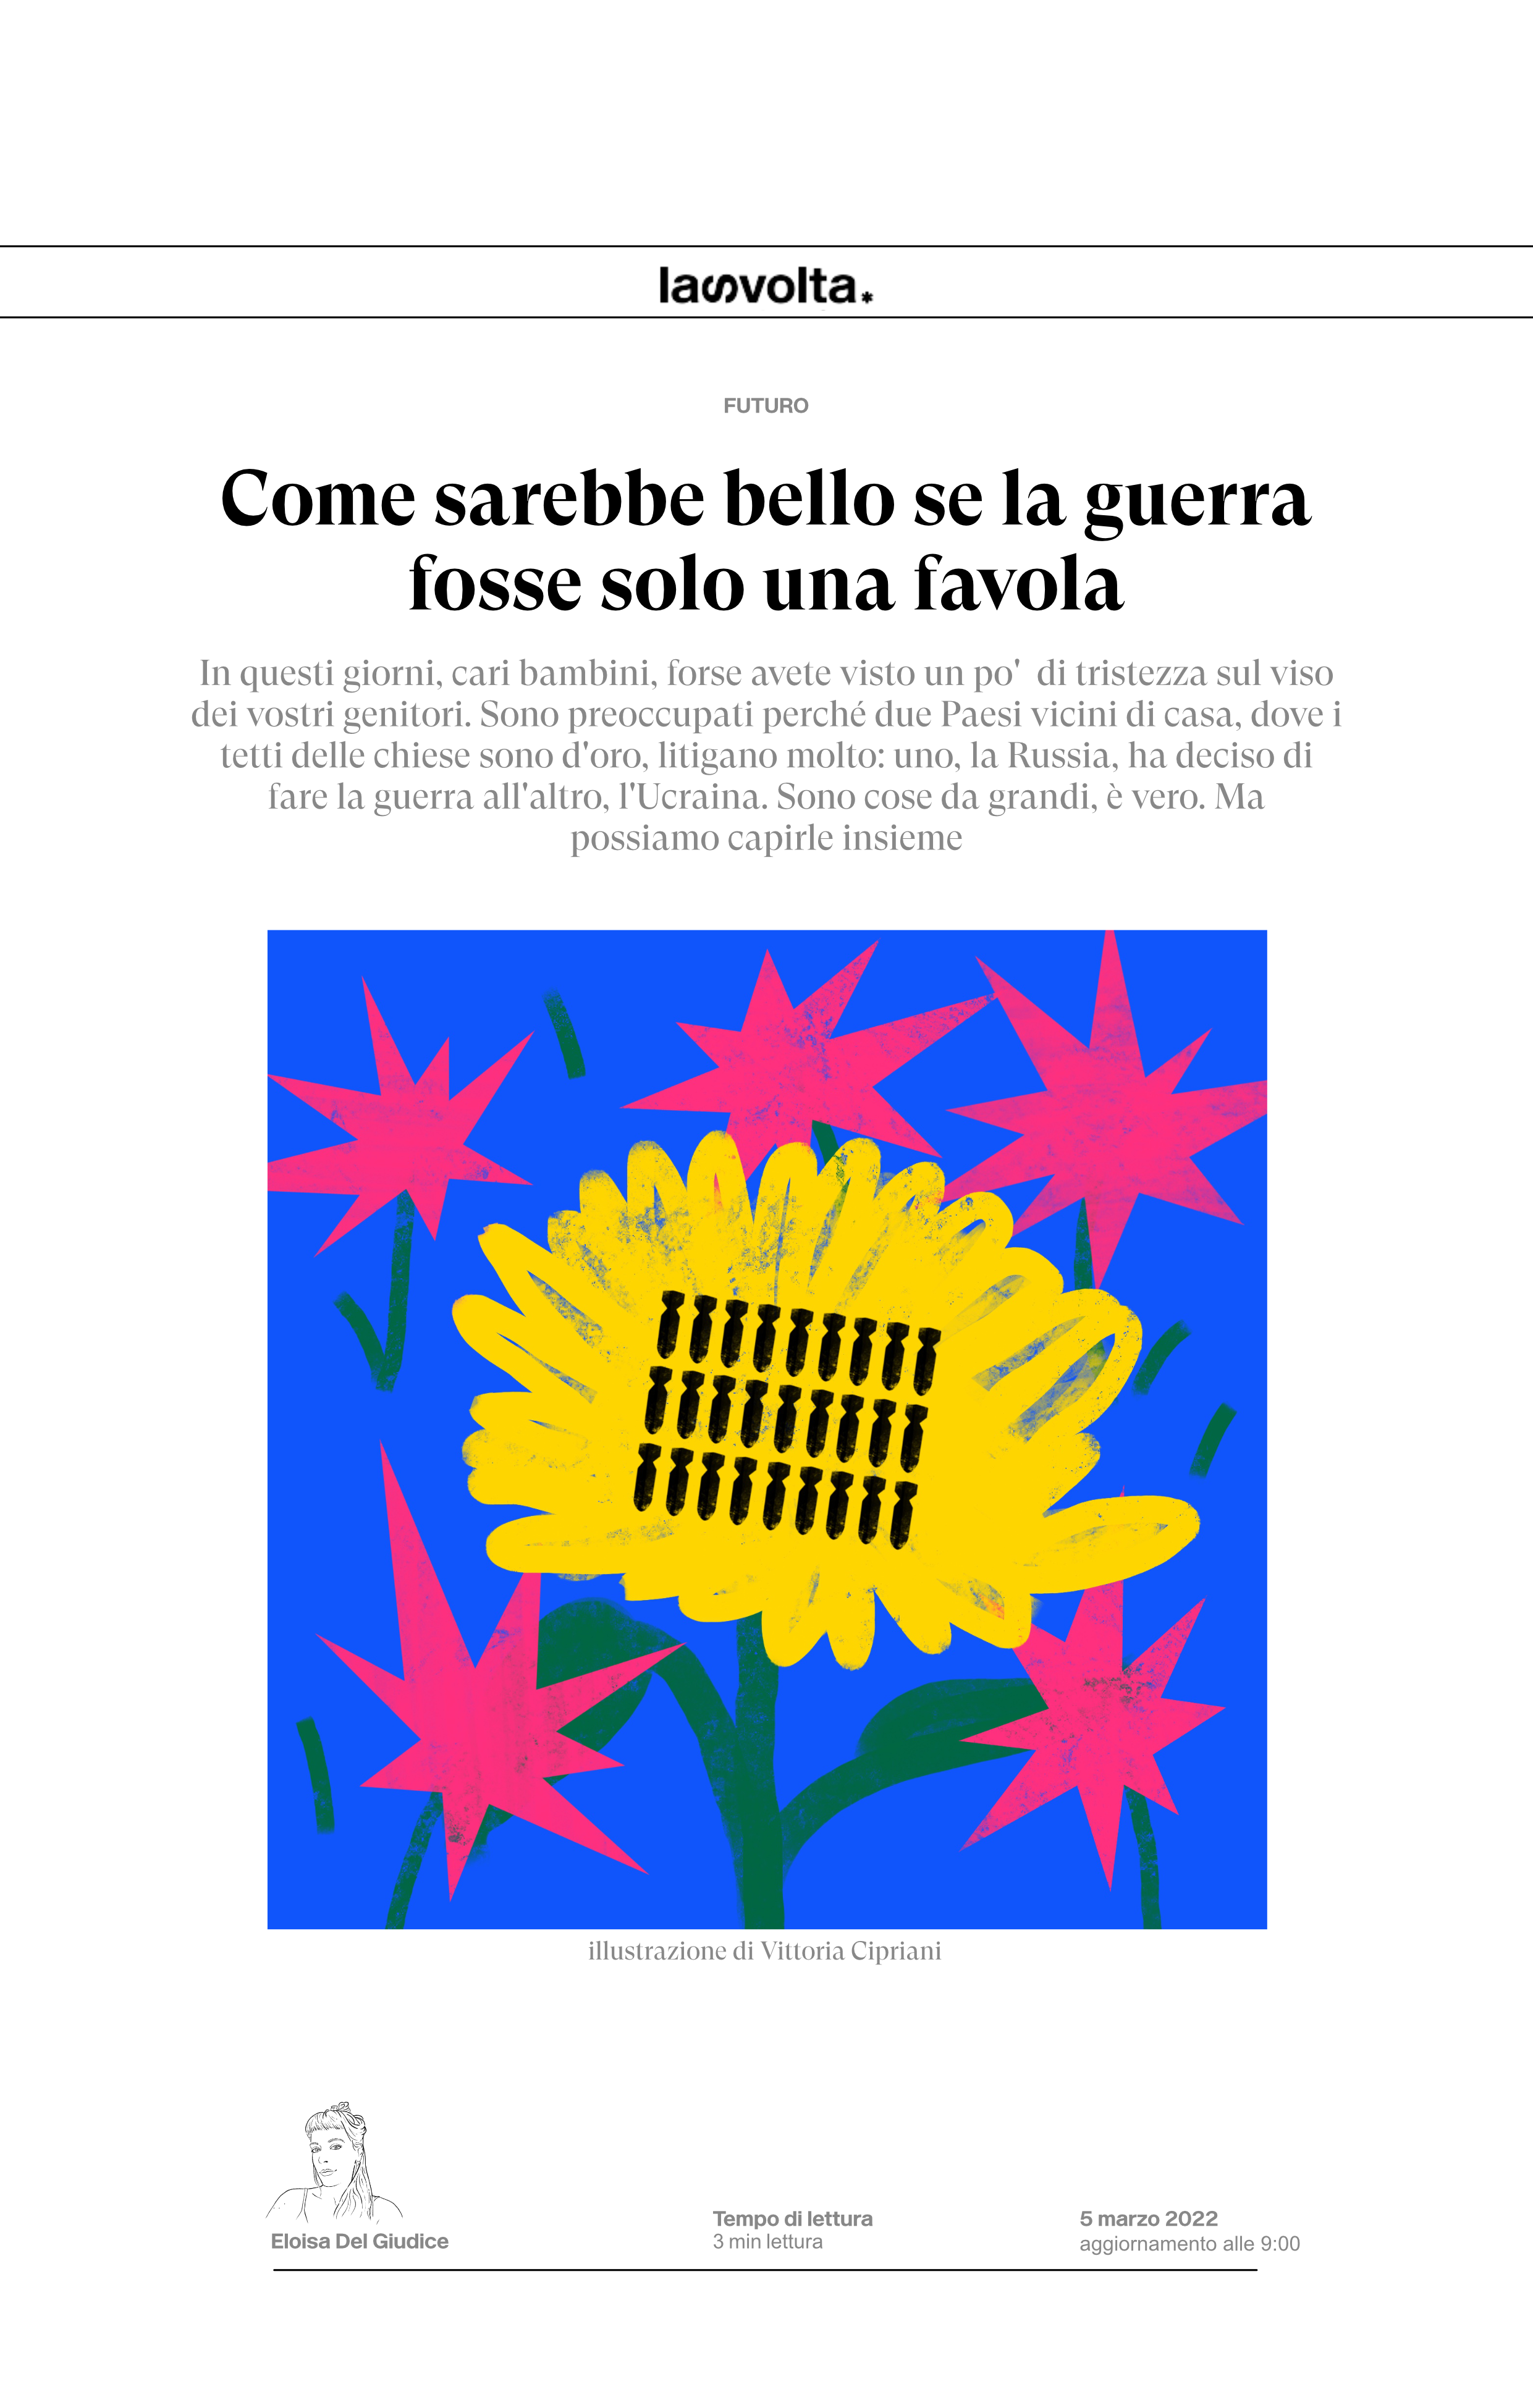 lasvolta.*
FUTURO
Come sarebbe bello se la guerra
fosse solo una favola
In questi giorni, cari bambini, forse avete visto un po'  di tristezza sul viso
dei vostri genitori. Sono preoccupati perché due Paesi vicini di casa, dove i
tetti delle chiese sono d'oro, litigano molto: uno, la Russia, ha deciso di
fare la guerra all'altro, l'Ucraina. Sono cose da grandi, è vero. Ma
possiamo capirle insieme
illustrazione di Vittoria Cipriani
Eloisa Del Giudice
Tempo di lettura
3 min lettura
5 marzo 2022
aggiornamento alle 9:00